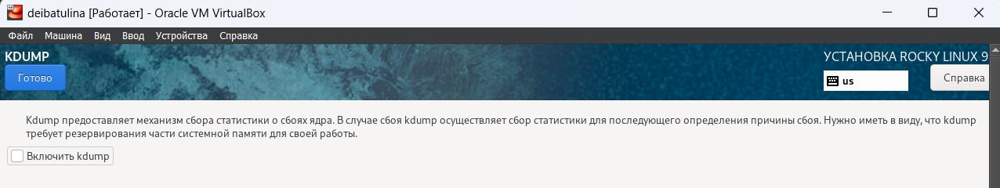 deibatulina [Работает] - Oracle VM VirtualBox
Файл Машина Вид Ввод Устройства Справка
KDUMP
УСТАНОВКА ROCKY LINUX 9
Готово
us
Справка
Kdump предоставляет механизм сбора статистики о сбоях ядра. В случае сбоя kdump осуществляет сбор статистики для последующего определения причины сбоя. Нужно иметь в виду, что kdump
требует резервирования части системной памяти для своей работы.
Включить kdump